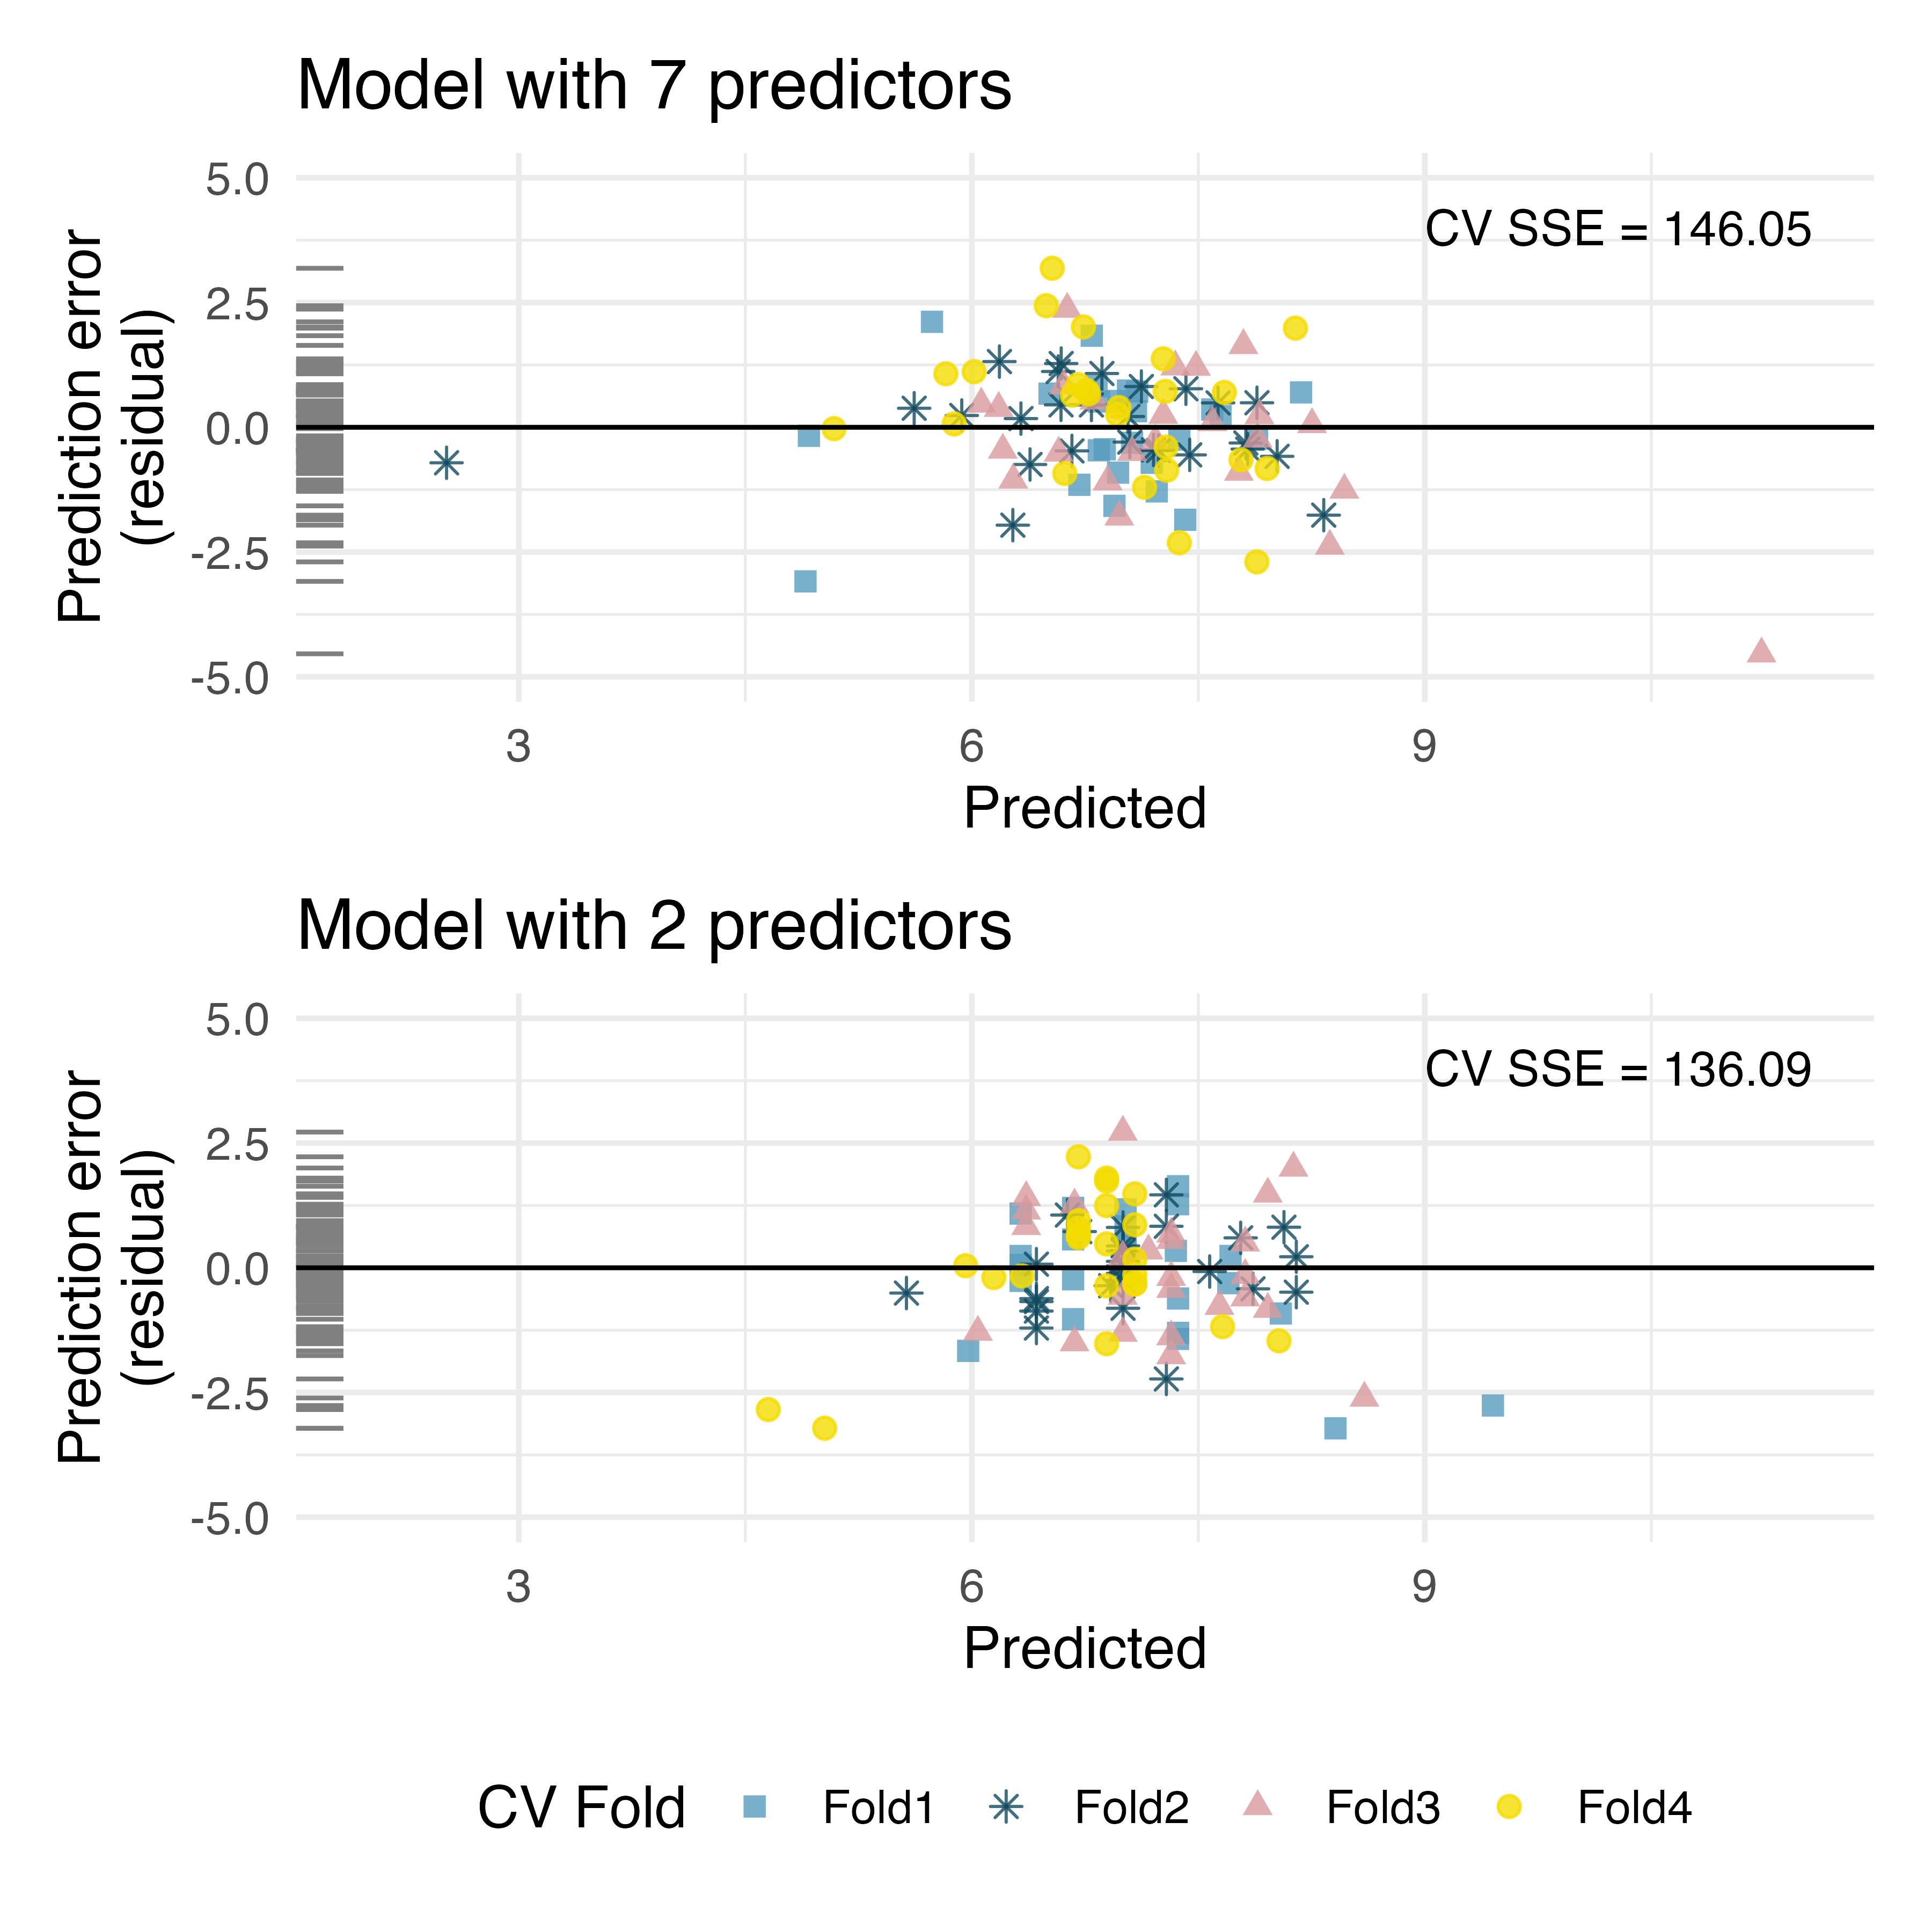 Model with 7 predictors
5.0
2.5
0.0
-2.5
-5.0
Prediction error
(residual)
CV SSE = 146.05
3 6 9
Predicted
Model with 2 predictors
5.0
2.5
0.0
-2.5
-5.0
Prediction error
(residual)
CV SSE = 136.09
3 6 9
Predicted
CV Fold Fold1 Fold2 Fold3 Fold4